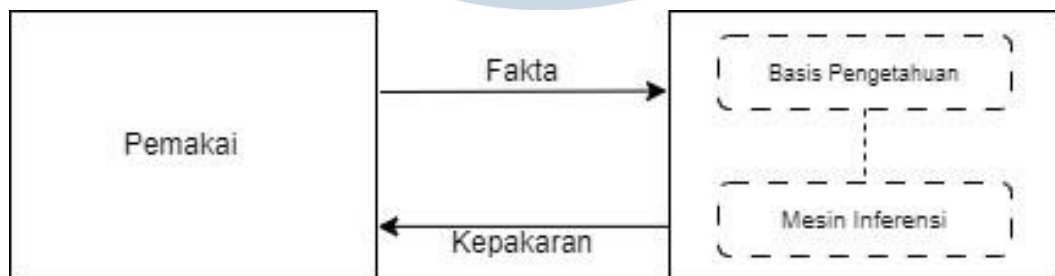 Fakta
Basis Pengetahuan
Pemakai
Mesin Inferensi
Kepakaran